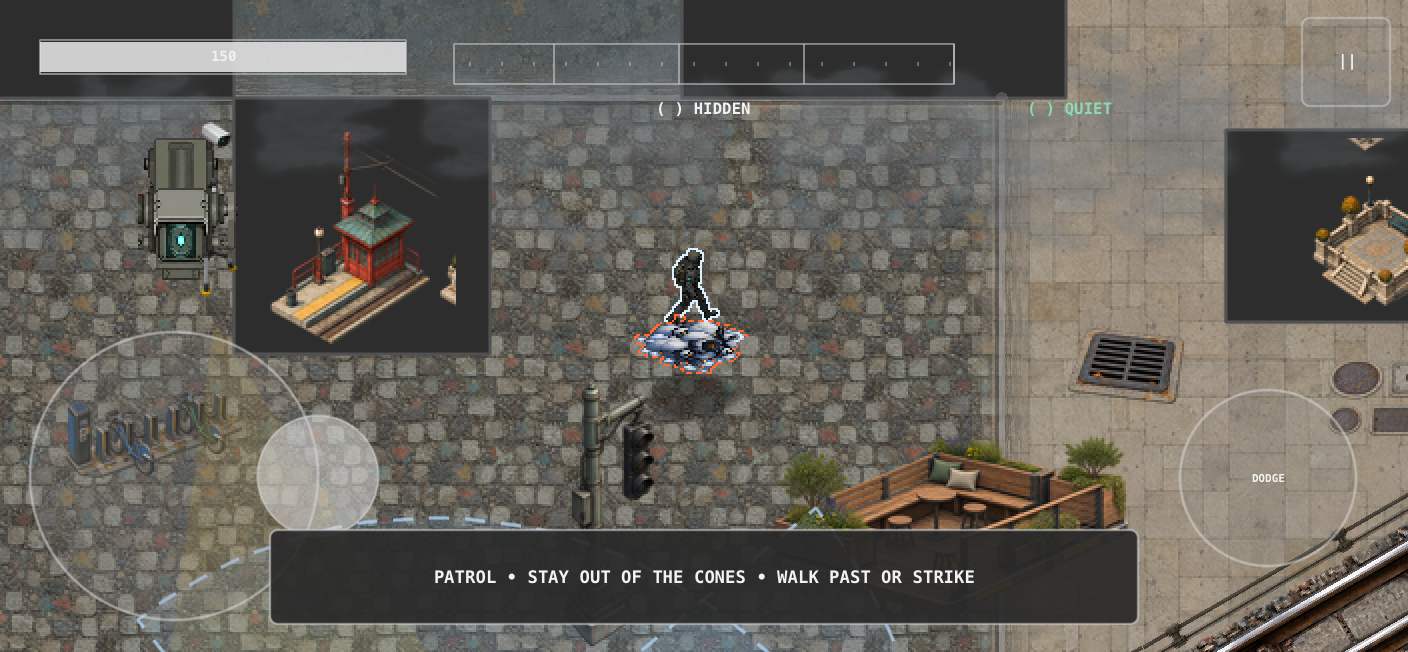 150
( ) HIDDEN
( ) QUIET
||
DODGE
PATROL • STAY OUT OF THE CONES • WALK PAST OR STRIKE